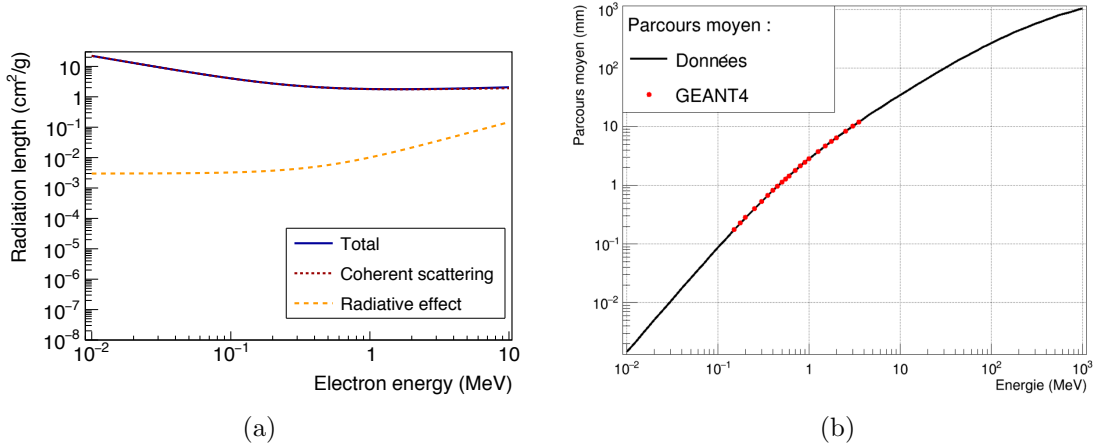 Radiation length (cm²/g)
10
1
10⁻¹
10⁻²
10⁻³
10⁻⁴
10⁻⁵
10⁻⁶
10⁻⁷
10⁻⁸
Total
Coherent scattering
Radiative effect
10⁻² 10⁻¹ 1 10
Electron energy (MeV)
(a)
Parcours moyen (mm)
10³
10²
10
1
10⁻¹
10⁻²
Parcours moyen :
Données
GEANT4
10⁻² 10⁻¹ 1 10 10² 10³
Energie (MeV)
(b)